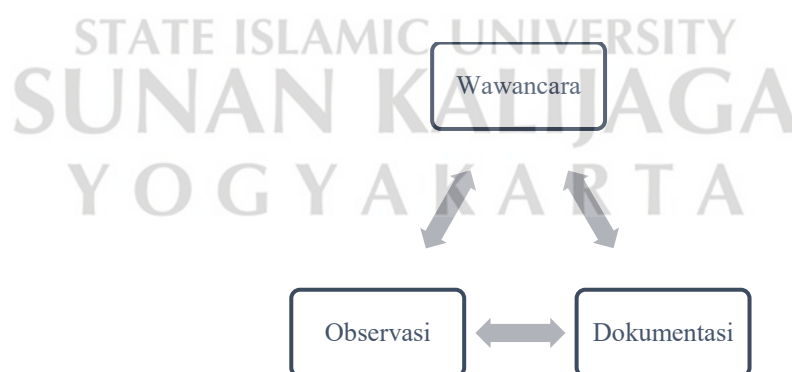 STATE ISLAMIC UNIVERSITY
Wawancara
SUNAN KALIJAGA
YOGYAKARTA
Observasi
Dokumentasi